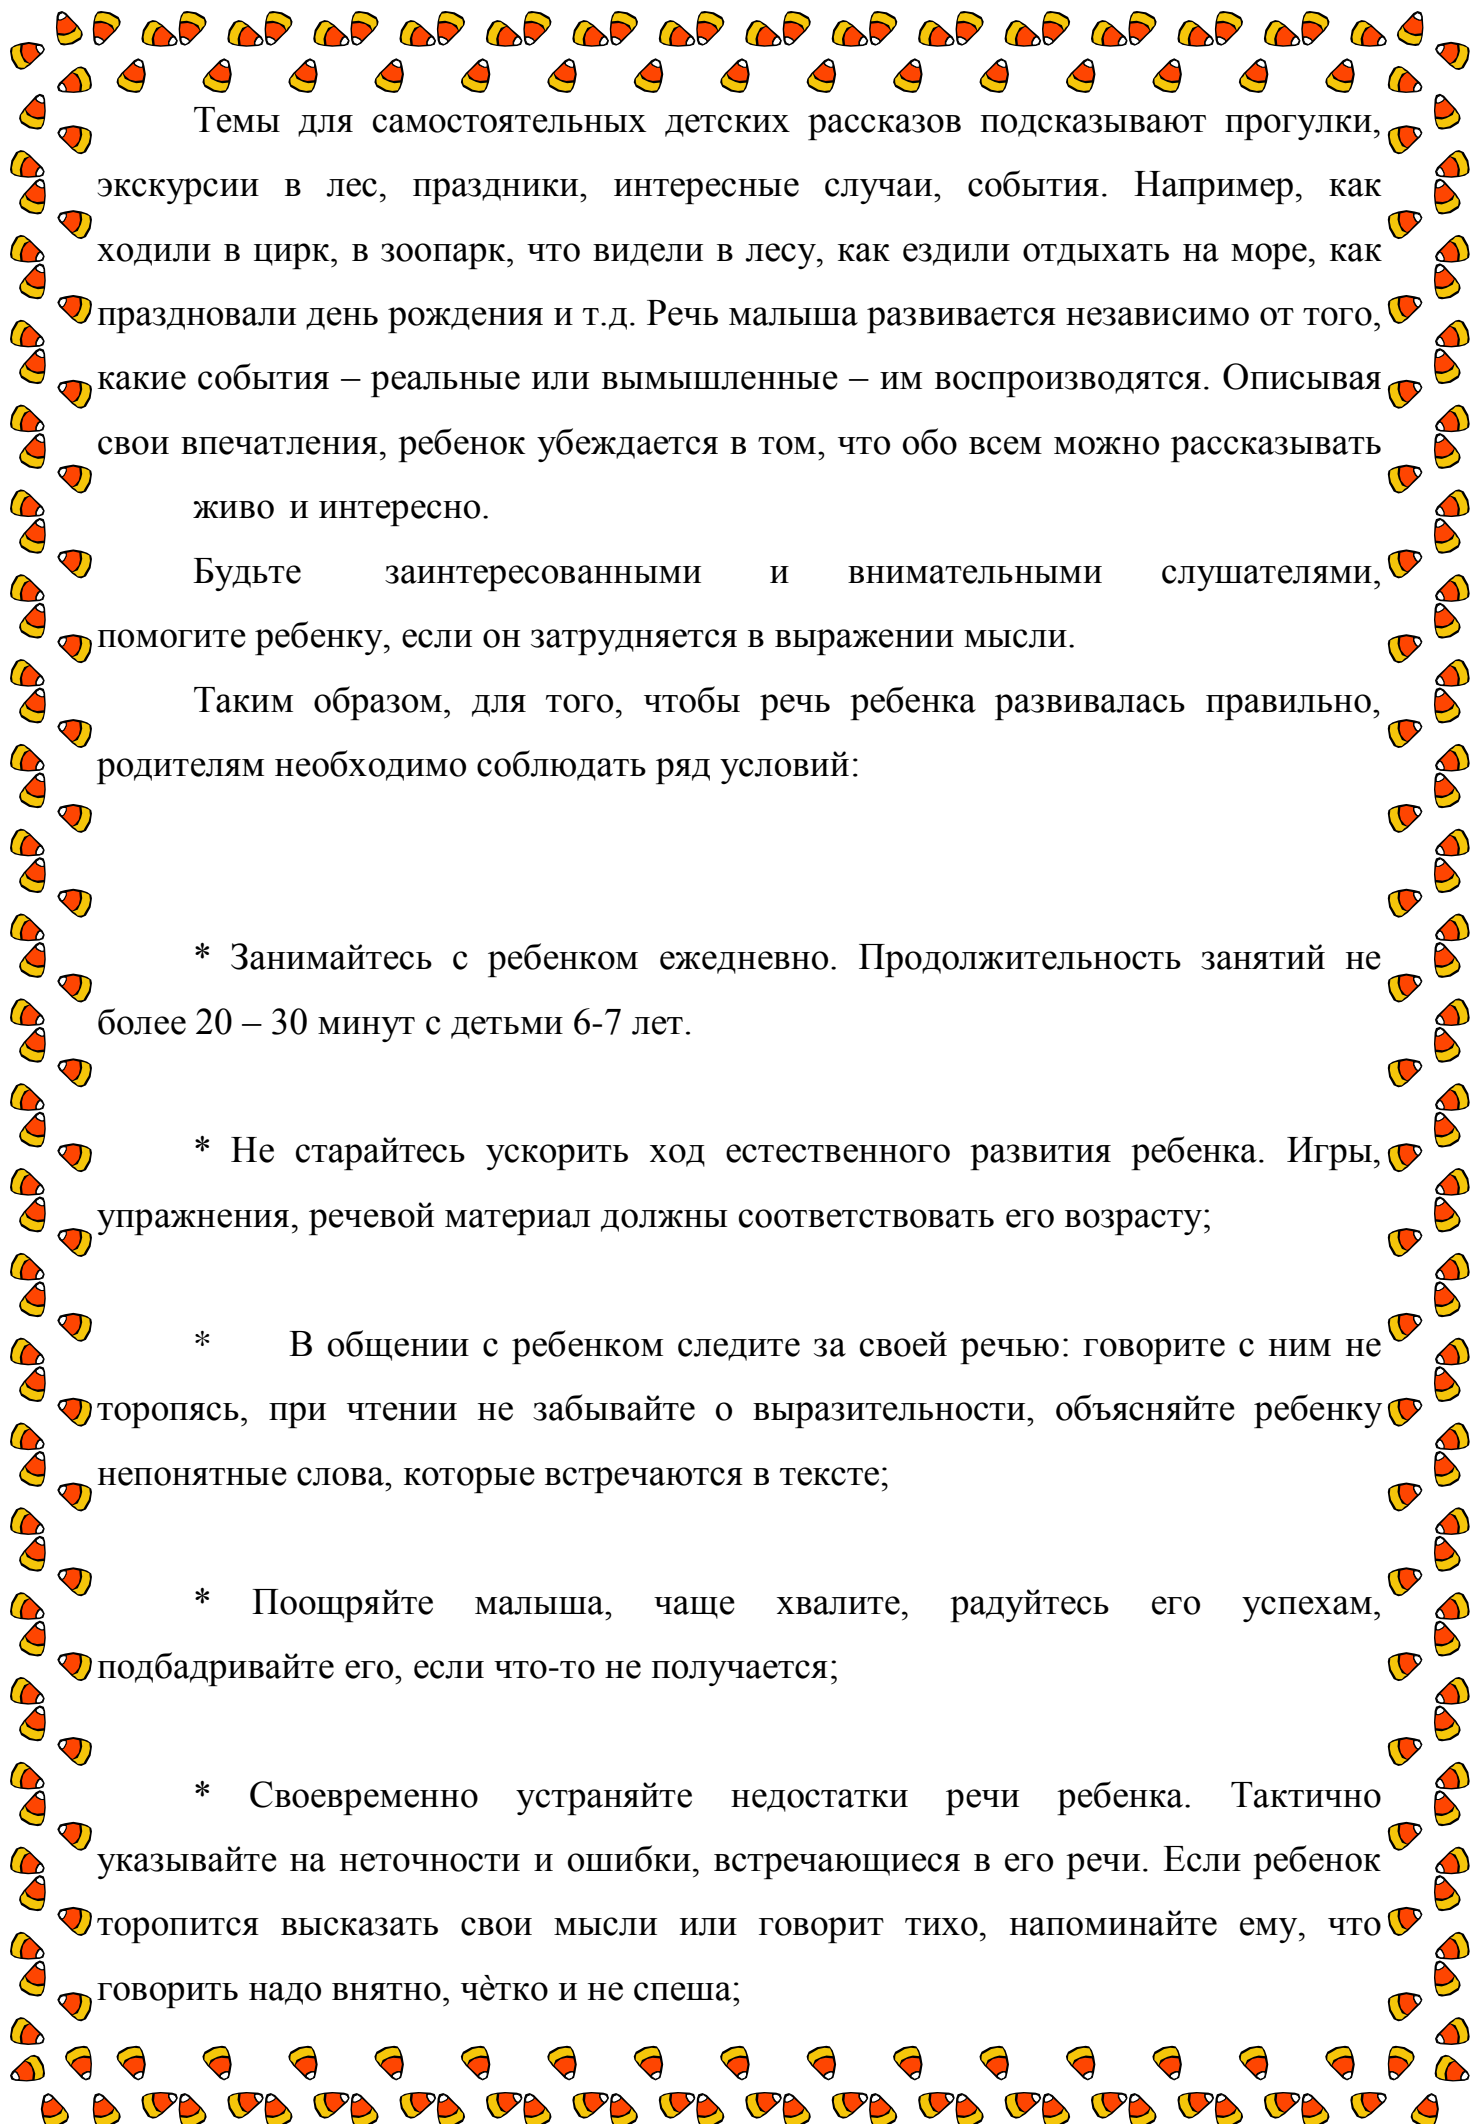 Темы для самостоятельных детских рассказов подсказывают прогулки,
экскурсии в лес, праздники, интересные случаи, события. Например, как
ходили в цирк, в зоопарк, что видели в лесу, как ездили отдыхать на море, как
праздновали день рождения и т.д. Речь малыша развивается независимо от того,
какие события – реальные или вымышленные – им воспроизводятся. Описывая
свои впечатления, ребенок убеждается в том, что обо всем можно рассказывать
живо и интересно.
Будьте заинтересованными и внимательными слушателями,
помогите ребенку, если он затрудняется в выражении мысли.
Таким образом, для того, чтобы речь ребенка развивалась правильно,
родителям необходимо соблюдать ряд условий:
* Занимайтесь с ребенком ежедневно. Продолжительность занятий не
более 20 – 30 минут с детьми 6-7 лет.
* Не старайтесь ускорить ход естественного развития ребенка. Игры,
упражнения, речевой материал должны соответствовать его возрасту;
* В общении с ребенком следите за своей речью: говорите с ним не
торопясь, при чтении не забывайте о выразительности, объясняйте ребенку
непонятные слова, которые встречаются в тексте;
* Поощряйте малыша, чаще хвалите, радуйтесь его успехам,
подбадривайте его, если что-то не получается;
* Своевременно устраняйте недостатки речи ребенка. Тактично
указывайте на неточности и ошибки, встречающиеся в его речи. Если ребенок
торопится высказать свои мысли или говорит тихо, напоминайте ему, что
говорить надо внятно, чѐтко и не спеша;